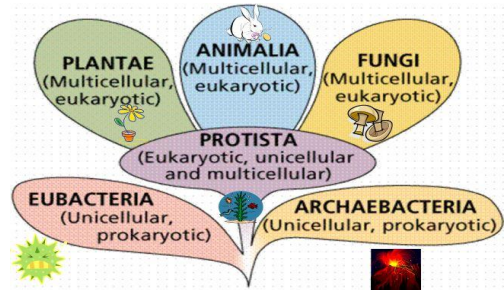 PLANTAE
(Multicellular,
eukaryotic)
ANIMALIA
(Multicellular,
eukaryotic)
FUNGI
(Multicellular,
eukaryotic)
PROTISTA
(Eukaryotic, unicellular
and multicellular)
EUBACTERIA
(Unicellular,
prokaryotic)
ARCHAEBACTERIA
(Unicellular, prokaryotic)